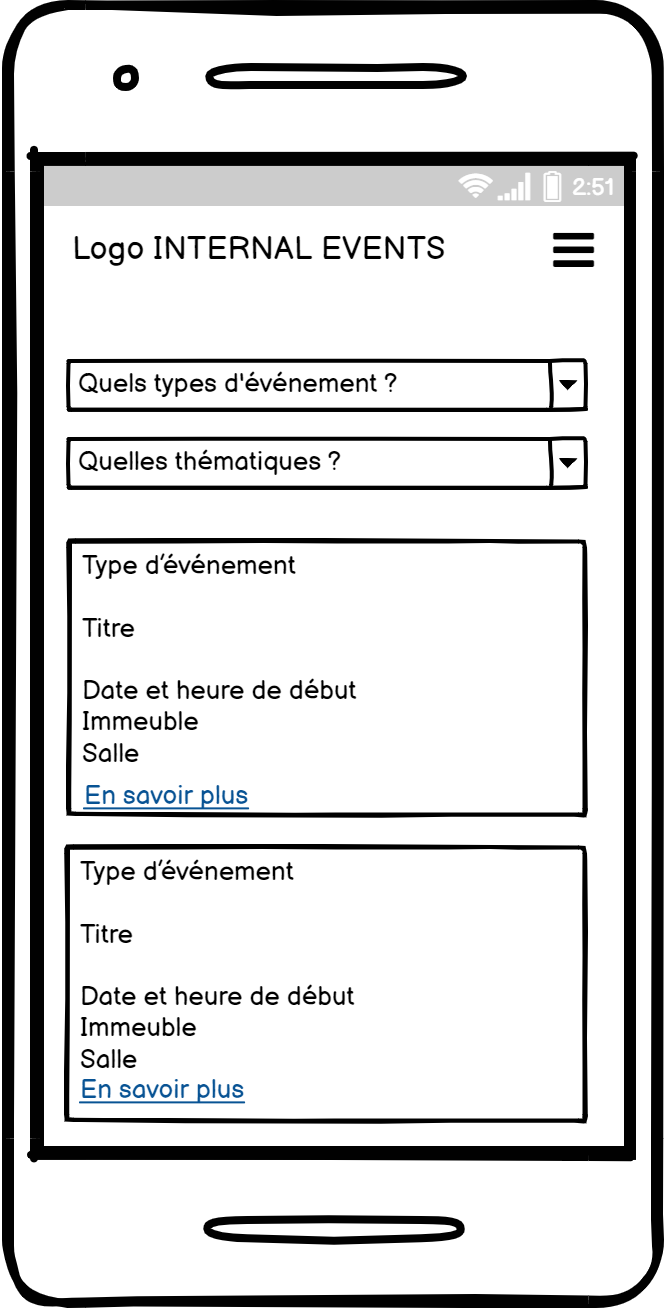 2:51
Logo INTERNAL EVENTS
Quels types d'événement ?
Quelles thématiques ?
Type d’événement
Titre
Date et heure de début
Immeuble
Salle
En savoir plus
Type d’événement
Titre
Date et heure de début
Immeuble
Salle
En savoir plus